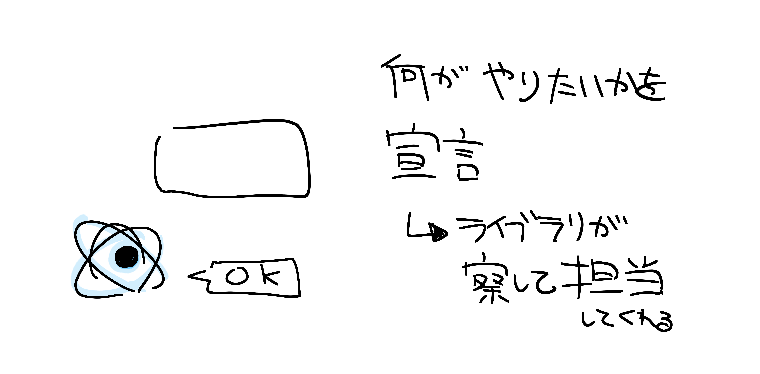 何がやりたいかを
宣言
↳ライブラリが
察して担当
してくれる
OK